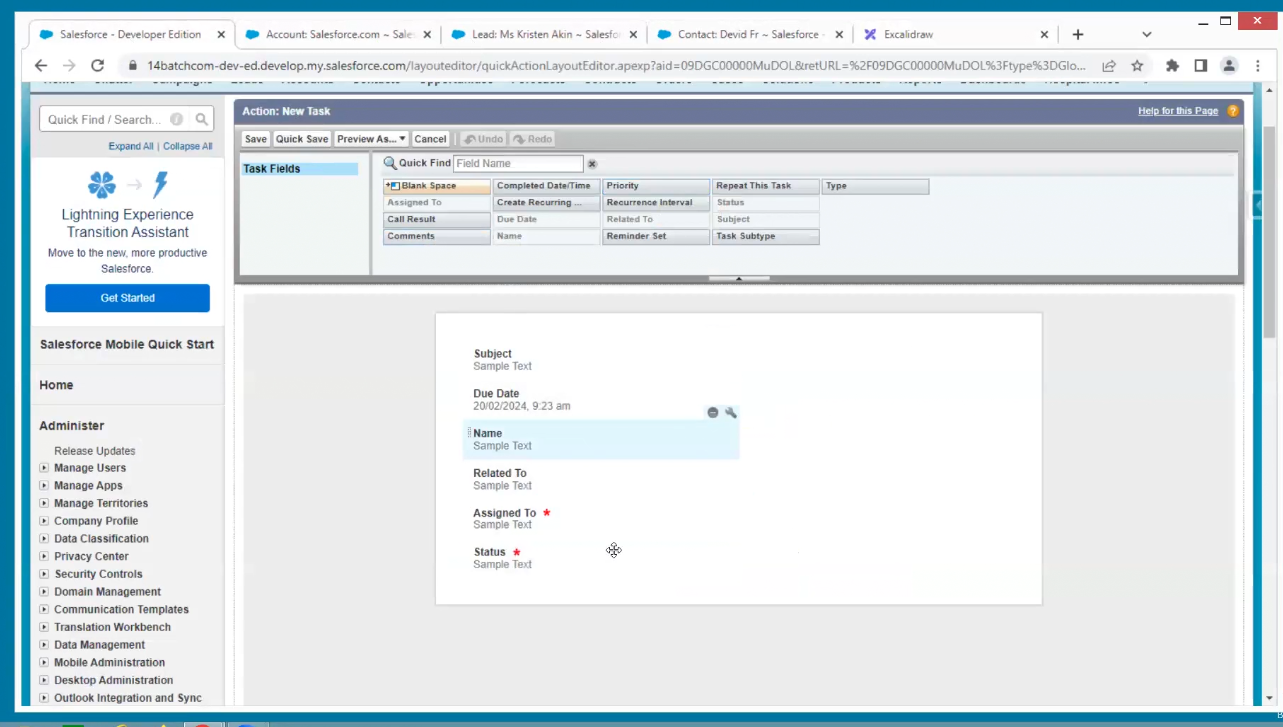 Salesforce - Developer Edition
Account: Salesforce.com ~ Sale
Lead: Ms Kristen Akin ~ Salesfo
Contact: Devid Fr ~ Salesforce -
Excalidraw
14batchcom-dev-ed.develop.my.salesforce.com/layouteditor/quickActionLayoutEditor.apexp?aid=09DGC00000MuDOL&retURL=%2F09DGC00000MuDOL%3Ftype%3DGlo...
Quick Find / Search...
Expand All | Collapse All
Lightning Experience
Transition Assistant
Move to the new, more productive
Salesforce.
Get Started
Salesforce Mobile Quick Start
Home
Administer
Release Updates
Manage Users
Manage Apps
Manage Territories
Company Profile
Data Classification
Privacy Center
Security Controls
Domain Management
Communication Templates
Translation Workbench
Data Management
Mobile Administration
Desktop Administration
Outlook Integration and Sync
Action: New Task
Help for this Page
Save Quick Save Preview As... Cancel Undo Redo
Task Fields
Quick Find Field Name
Blank Space Completed Date/Time Priority Repeat This Task Type
Assigned To Create Recurring ... Recurrence Interval Status
Call Result Due Date Related To Subject
Comments Name Reminder Set Task Subtype
Subject
Sample Text
Due Date
20/02/2024, 9:23 am
Name
Sample Text
Related To
Sample Text
Assigned To *
Sample Text
Status *
Sample Text